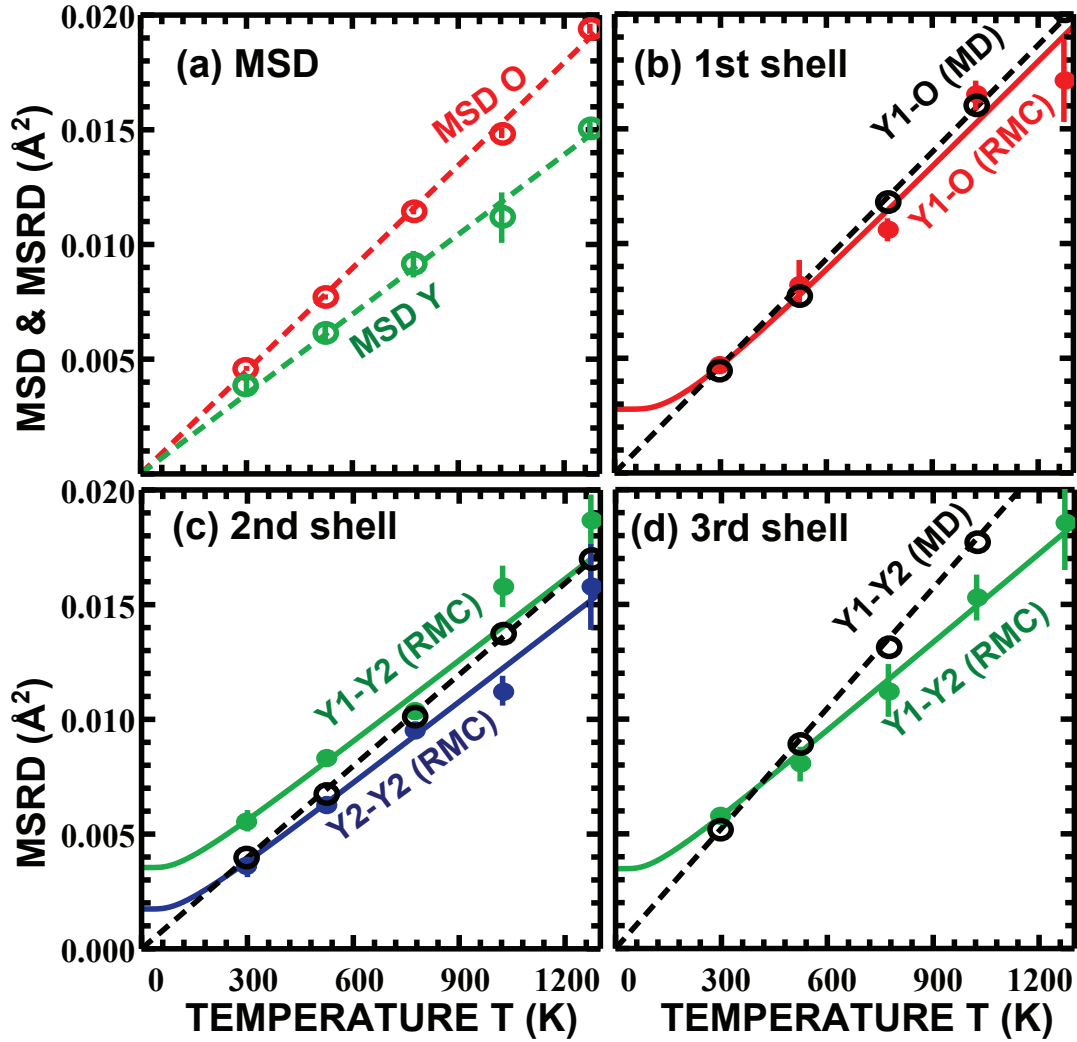 (a) MSD
MSD O
MSD Y
MSD & MSRD (Å²)
0.020
0.015
0.010
0.005
(b) 1st shell
Y1-O (MD)
Y1-O (RMC)
(c) 2nd shell
Y1-Y2 (RMC)
Y2-Y2 (RMC)
MSRD (Å²)
0.020
0.015
0.010
0.005
0.000
0 300 600 900 1200
TEMPERATURE T (K)
(d) 3rd shell
Y1-Y2 (MD)
Y1-Y2 (RMC)
0 300 600 900 1200
TEMPERATURE T (K)